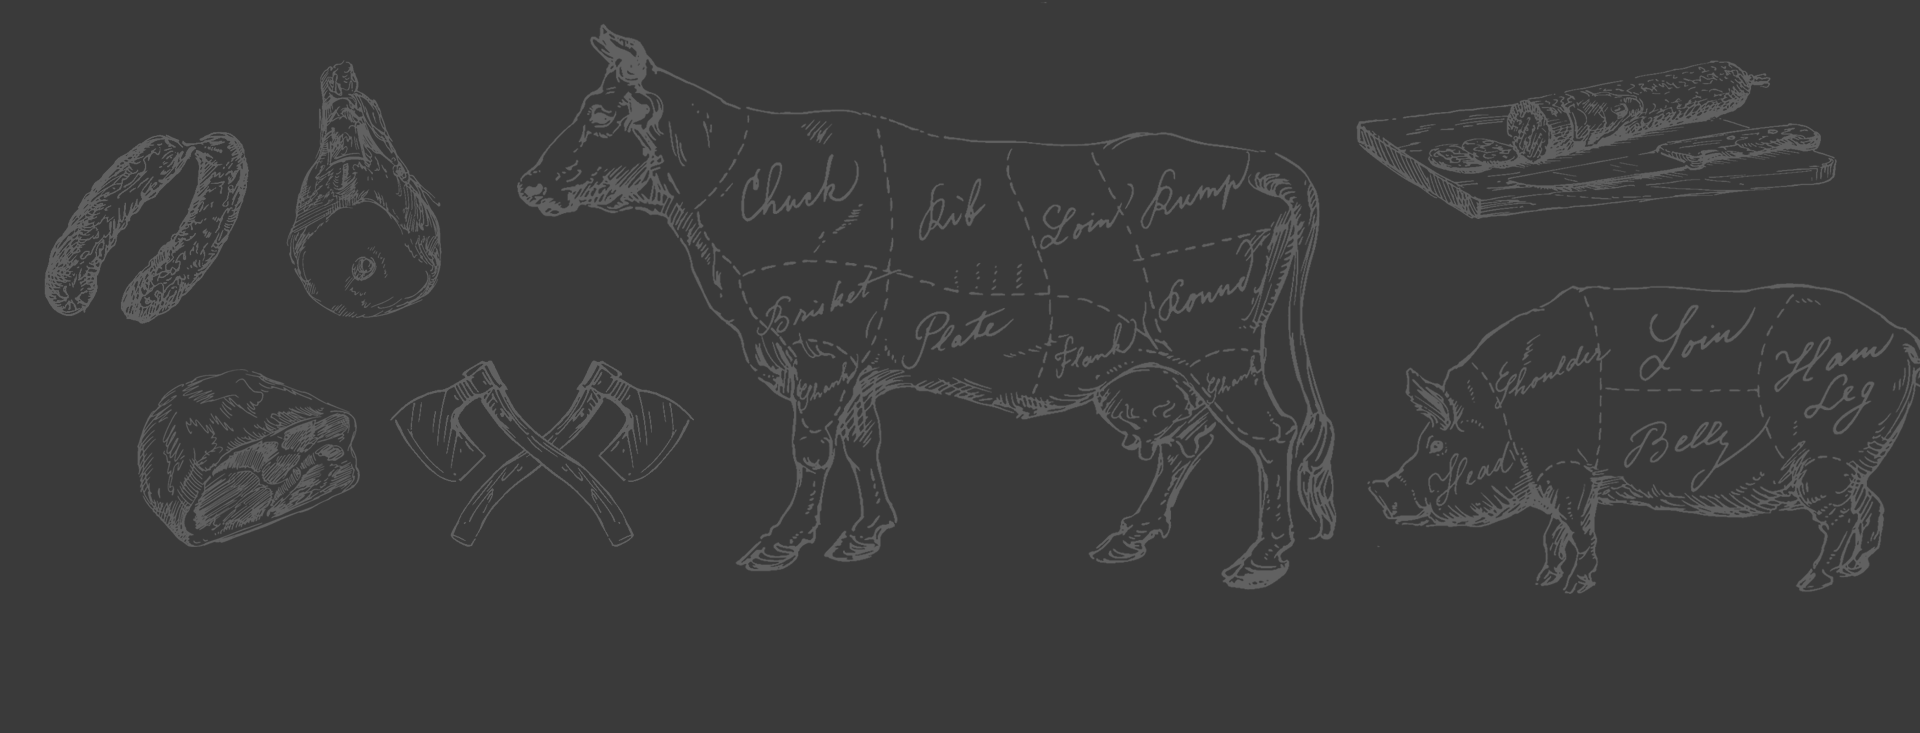 Chuck
Rib
Loin
Rump
Brisket
Plate
Flank
Round
Shank
Shank
Shoulder
Loin
Ham
Leg
Head
Belly